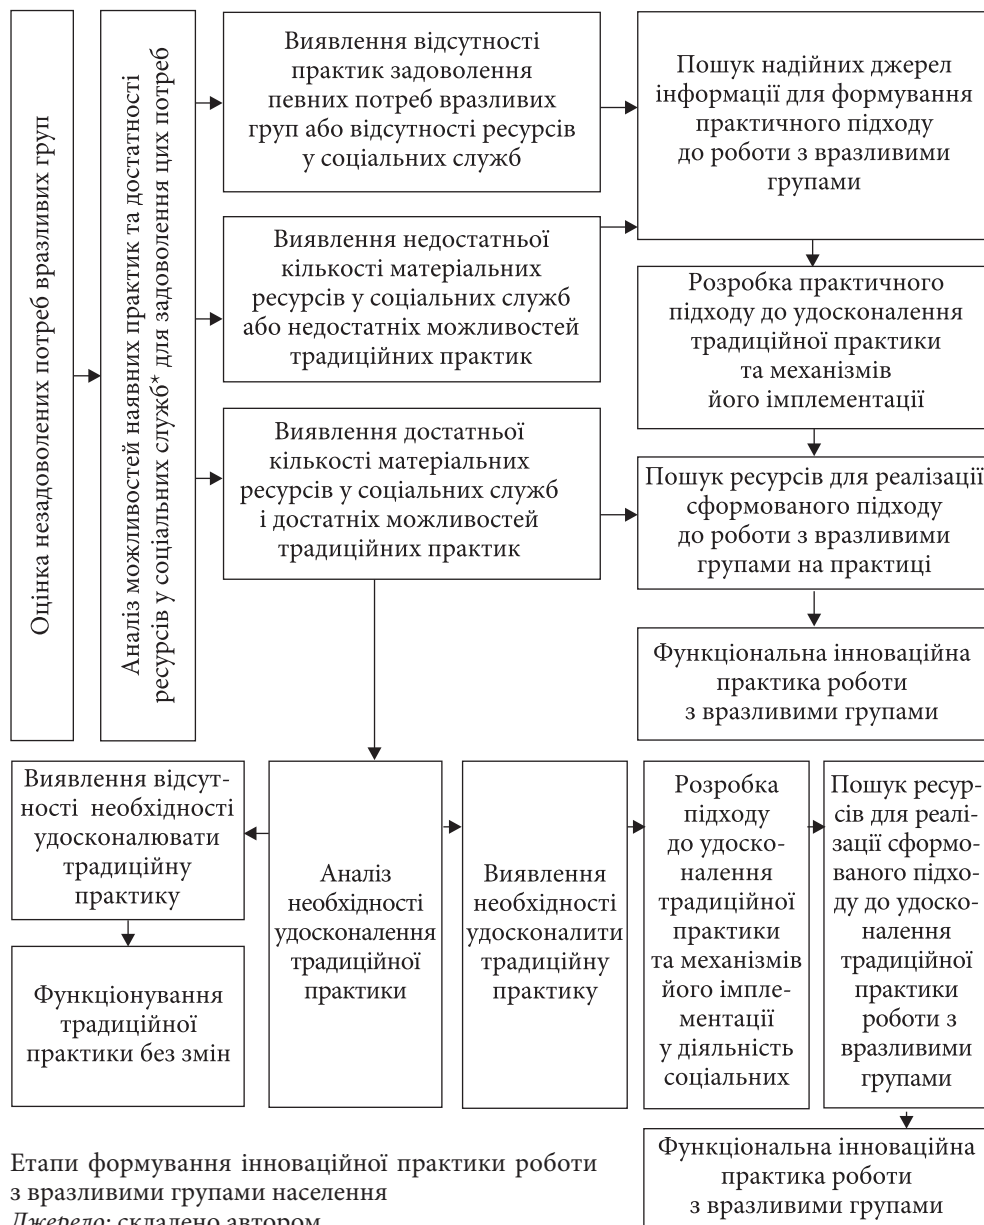 Оцінка незадоволених потреб вразливих груп
Аналіз можливостей наявних практик та достатності
ресурсів у соціальних служб* для задоволення цих потреб
Виявлення відсутності
практик задоволення
певних потреб вразливих
груп або відсутності ресурсів
у соціальних служб
Пошук надійних джерел
інформації для формування
практичного підходу
до роботи з вразливими
групами
Виявлення недостатньої
кількості матеріальних
ресурсів у соціальних служб
або недостатніх можливостей
традиційних практик
Розробка практичного
підходу до удосконалення
традиційної практики
та механізмів
його імплементації
Виявлення достатньої
кількості матеріальних
ресурсів у соціальних служб
і достатніх можливостей
традиційних практик
Пошук ресурсів для реалізації
сформованого підходу
до роботи з вразливими
групами на практиці
Функціональна інноваційна
практика роботи
з вразливими групами
Виявлення відсут-
ності необхідності
удосконалювати
традиційну
практику
Функціонування
традиційної
практики без змін
Аналіз
необхідності
удосконалення
традиційної
практики
Виявлення
необхідності
удосконалити
традиційну
практику
Розробка
підходу
до удоско-
налення
традиційної
практики
та механізмів
його імпле-
ментації
у діяльність
соціальних
Пошук ресур-
сів для реалі-
зації сформо-
ваного підхо-
ду до удоско-
налення
традиційної
практики
роботи з
вразливими
групами
Функціональна інноваційна
практика роботи
з вразливими групами
Етапи формування інноваційної практики роботи
з вразливими групами населення
Джерело: складено автором